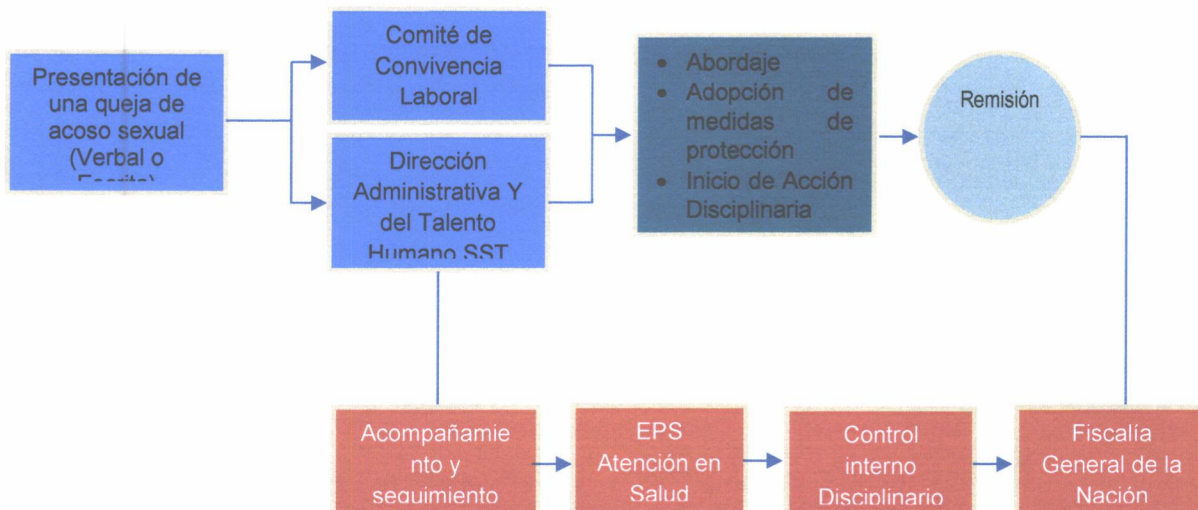 Presentación de
una queja de
acoso sexual
(Verbal o
Escrita)
Comité de
Convivencia
Laboral
Dirección
Administrativa Y
del Talento
Humano SST
• Abordaje
• Adopción de
medidas de
protección
• Inicio de Acción
Disciplinaria
Remisión
Acompañamie
nto y
seguimiento
EPS
Atención en
Salud
Control
interno
Disciplinario
Fiscalía
General de la
Nación